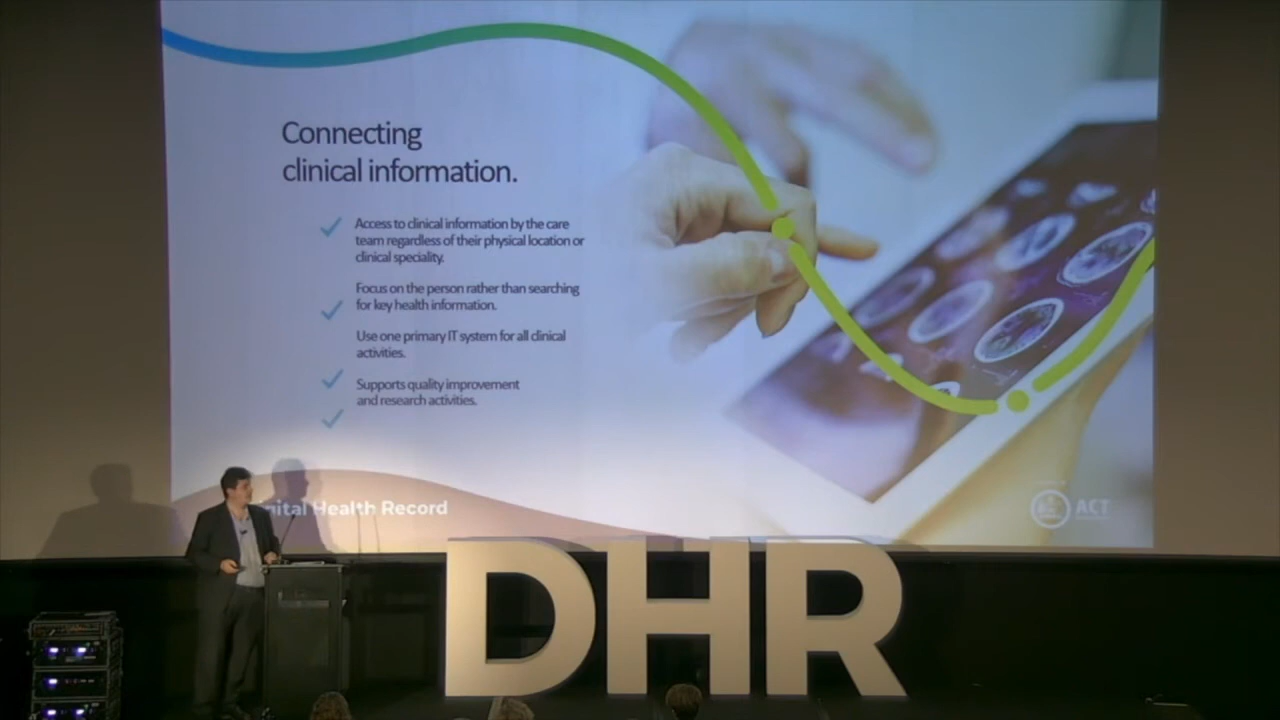 Connecting
clinical information.
Access to clinical information by the care
team regardless of their physical location or
clinical speciality.
Focus on the person rather than searching
for key health information.
Use one primary IT system for all clinical
activities.
Supports quality improvement
and research activities.
Health Record
ACT
DHR